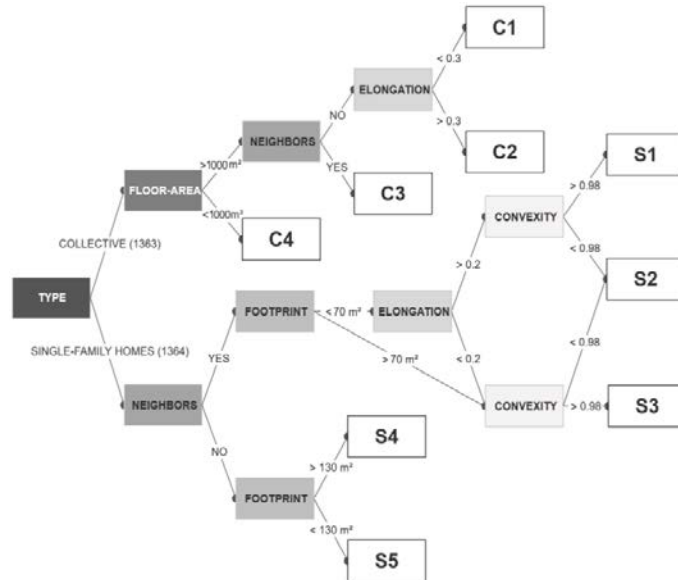 C1
< 0.3
ELONGATION
NO
> 0.3
>1000m²
NEIGHBORS
C2
S1
YES
> 0.98
FLOOR-AREA
C3
<1000m²
CONVEXITY
C4
COLLECTIVE (1363)
< 0.98
> 0.2
S2
TYPE
FOOTPRINT
< 70 m²
ELONGATION
SINGLE-FAMILY HOMES (1364)
YES
< 0.2
< 0.98
> 70 m²
NEIGHBORS
CONVEXITY
> 0.98
S3
S4
NO
> 130 m²
FOOTPRINT
< 130 m²
S5